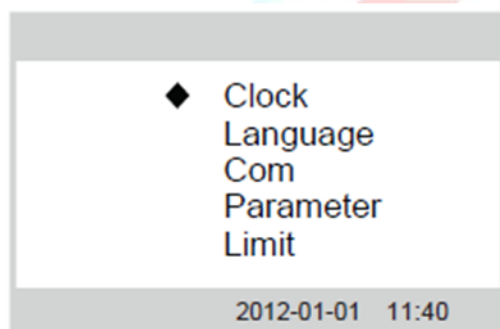 Clock
Language
Com
Parameter
Limit
2012-01-01 11:40